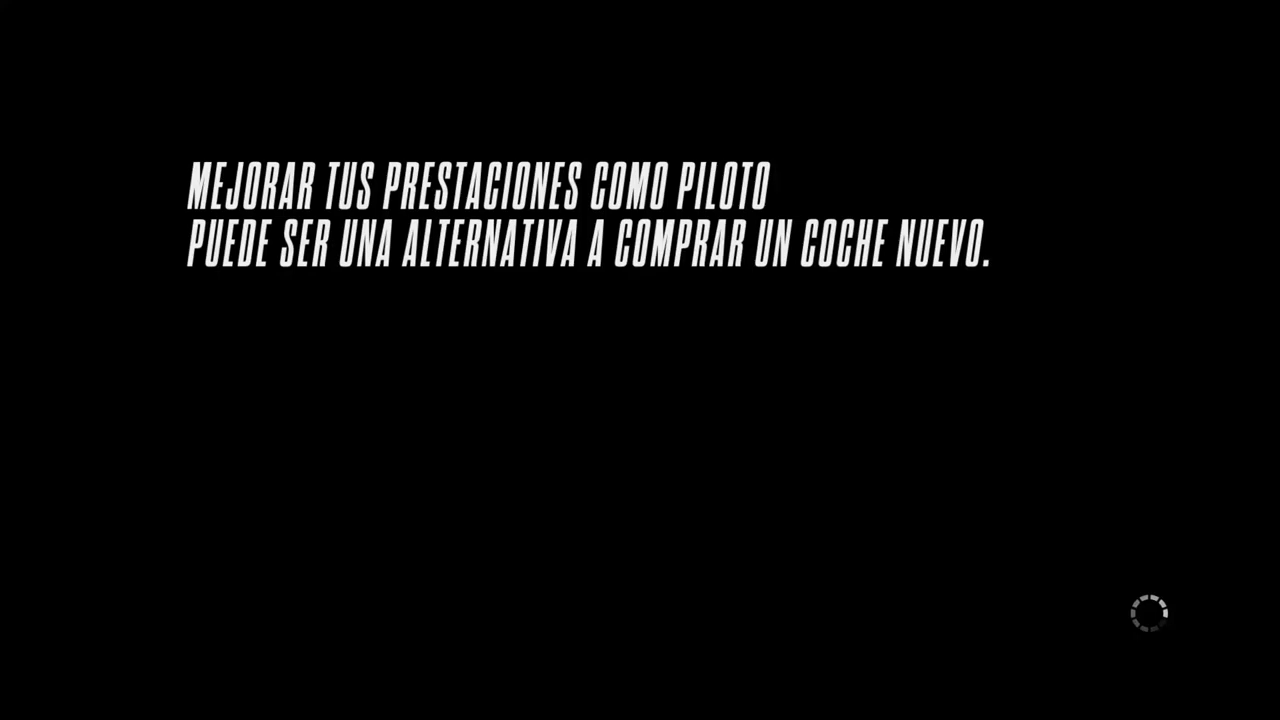 MEJORAR TUS PRESTACIONES COMO PILOTO
PUEDE SER UNA ALTERNATIVA A COMPRAR UN COCHE NUEVO.